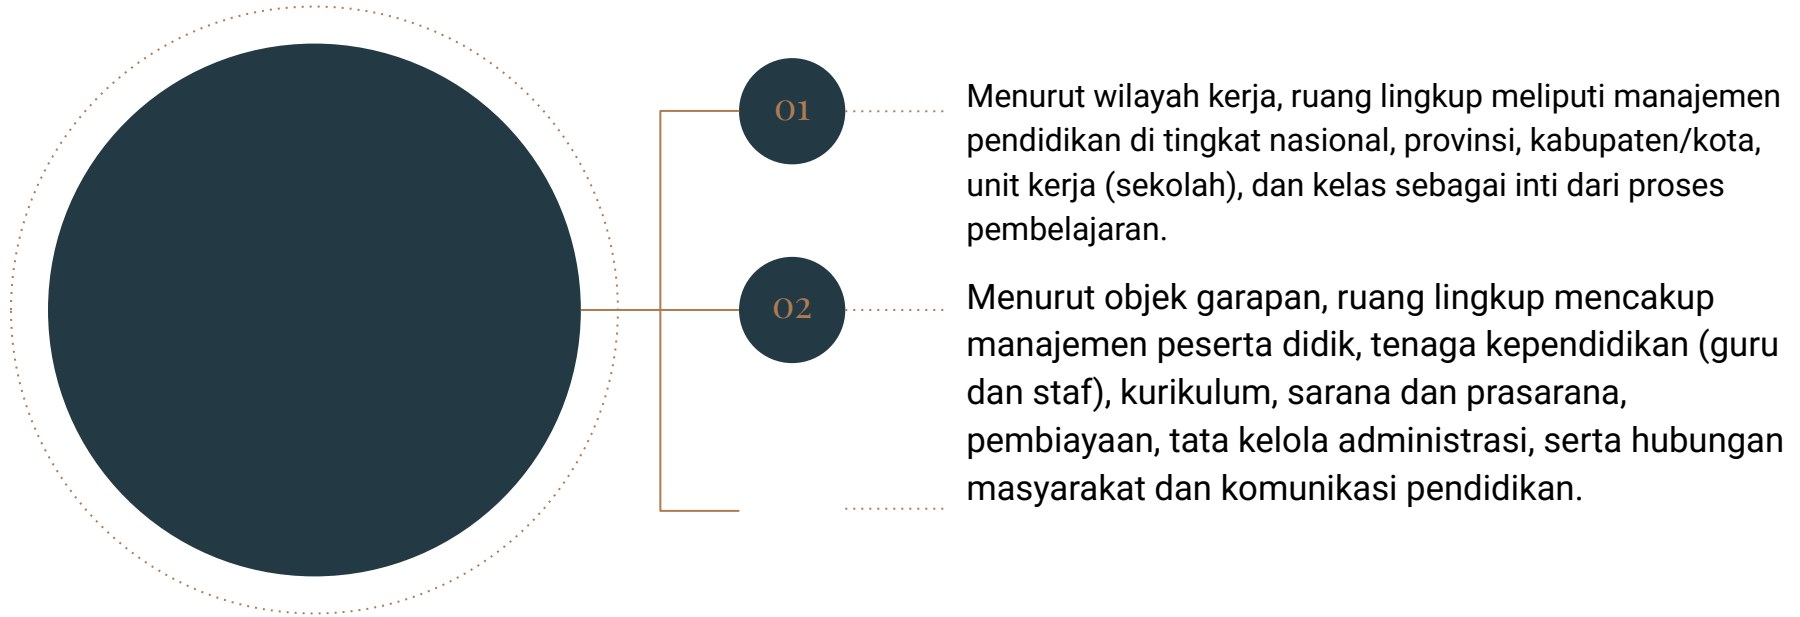 01
Menurut wilayah kerja, ruang lingkup meliputi manajemen
pendidikan di tingkat nasional, provinsi, kabupaten/kota,
unit kerja (sekolah), dan kelas sebagai inti dari proses
pembelajaran.
02
Menurut objek garapan, ruang lingkup mencakup
manajemen peserta didik, tenaga kependidikan (guru
dan staf), kurikulum, sarana dan prasarana,
pembiayaan, tata kelola administrasi, serta hubungan
masyarakat dan komunikasi pendidikan.